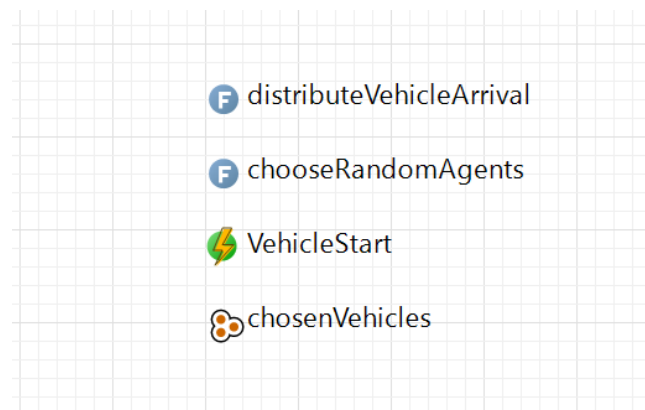 F distributeVehicleArrival
F chooseRandomAgents
VehicleStart
chosenVehicles